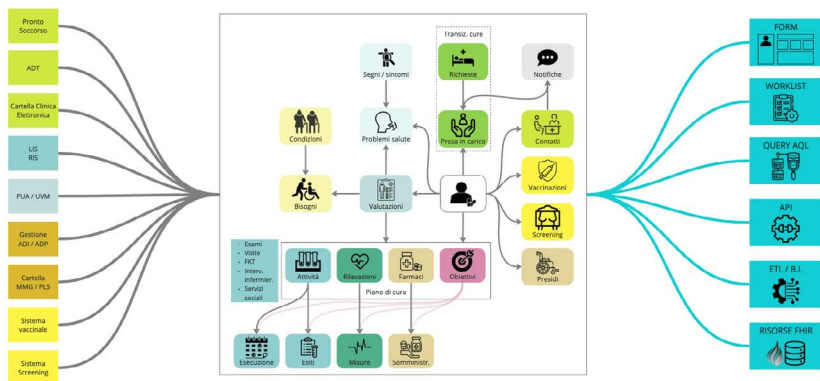 Pronto
Soccorso
ADT
Cartella Clinica
Elettronica
LIS
RIS
PUA / UVM
Gestione
ADI / ADP
Cartella
MMG / PLS
Sistema
vaccinale
Sistema
Screening
Transiz. cure
Segni / sintomi
Richieste
Notifiche
Condizioni
Problemi salute
Presa in carico
Contatti
Vaccinazioni
Bisogni
Valutazioni
Screening
- Esami
- Visite
- FKT
- Interv.
infermier.
- Servizi
sociali
Attività
Rilevazioni
Farmaci
Obiettivi
Presidi
Piano di cura
Esecuzione
Esiti
Misure
Somministr.
FORM
WORKLIST
QUERY AQL
API
ETL / B.I.
RISORSE FHIR